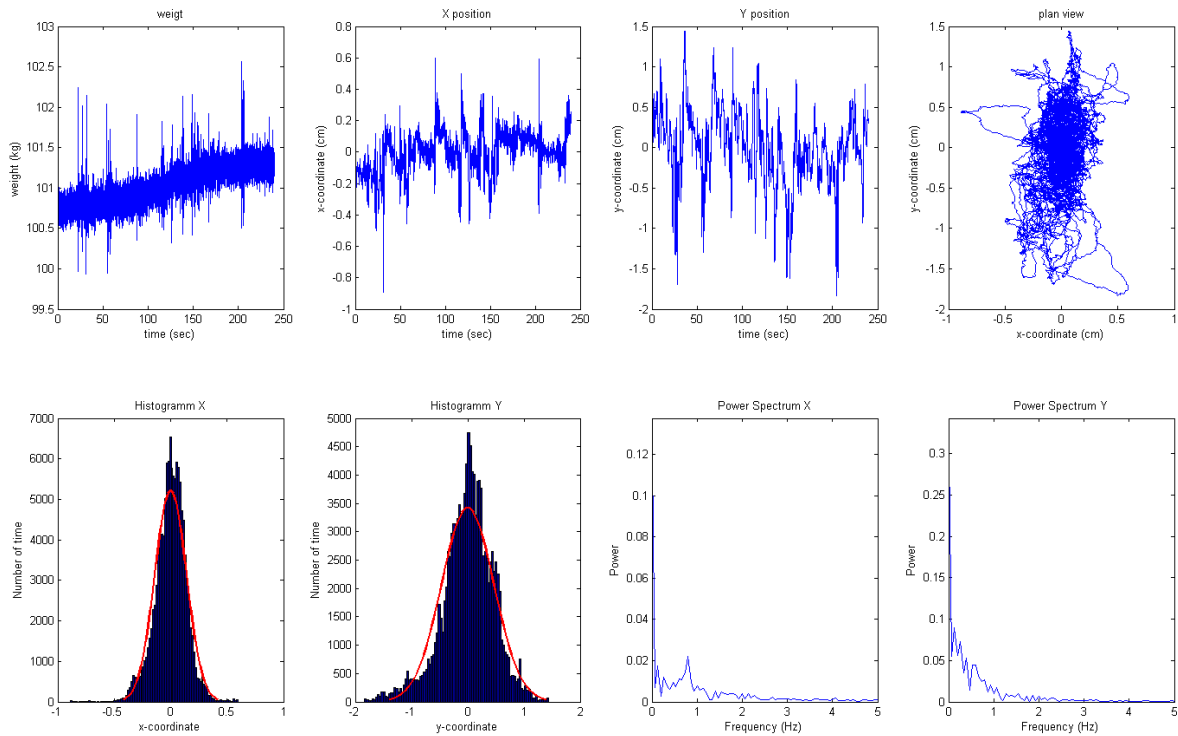 weigt
103
102.5
102
101.5
101
100.5
100
99.5
weight (kg)
0 50 100 150 200 250
time (sec)
X position
0.8
0.6
0.4
0.2
0
-0.2
-0.4
-0.6
-0.8
-1
x-coordinate (cm)
0 50 100 150 200 250
time (sec)
Y position
1.5
1
0.5
0
-0.5
-1
-1.5
-2
y-coordinate (cm)
0 50 100 150 200 250
time (sec)
plan view
1.5
1
0.5
0
-0.5
-1
-1.5
-2
y-coordinate (cm)
-1 -0.5 0 0.5 1
x-coordinate (cm)
Histogramm X
7000
6000
5000
4000
3000
2000
1000
0
Number of time
-1 -0.5 0 0.5 1
x-coordinate
Histogramm Y
5000
4500
4000
3500
3000
2500
2000
1500
1000
500
0
Number of time
-2 -1 0 1 2
y-coordinate
Power Spectrum X
0.12
0.1
0.08
0.06
0.04
0.02
0
Power
0 1 2 3 4 5
Frequency (Hz)
Power Spectrum Y
0.3
0.25
0.2
0.15
0.1
0.05
0
Power
0 1 2 3 4 5
Frequency (Hz)